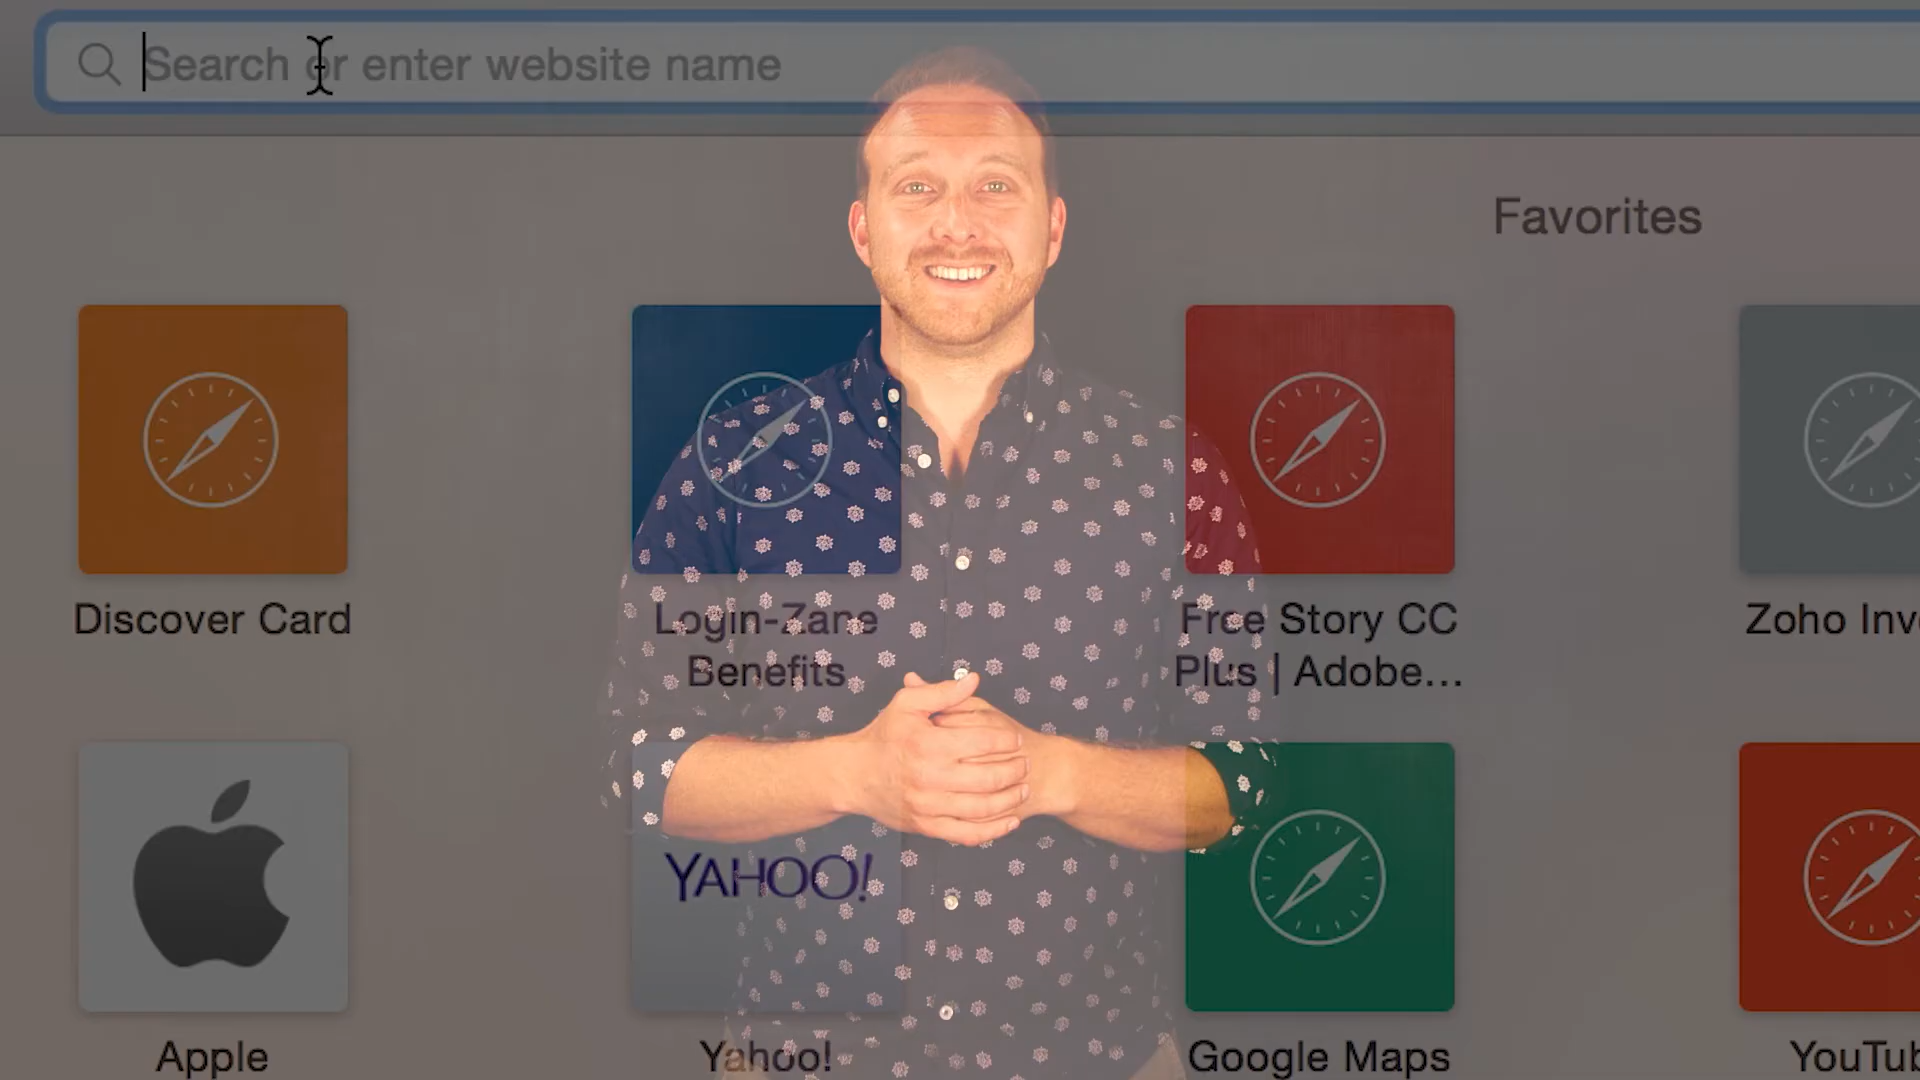 Search or enter website name
Favorites
Discover Card
Login-Zane
Benefits
Free Story CC
Plus | Adobe...
Zoho Inv
YAHOO!
Apple
Yahoo!
Google Maps
YouTub